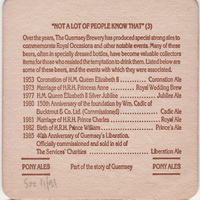 "NOT A LOT OF PEOPLE KNOW THAT" (3)
Over the years, The Guernsey Brewery has produced special strong ales to
commemorate Royal Occasions and other notable events. Many of these
beers, often in specially dressed bottles, have become valuable collectors
items for those who resisted the temptation to drink them. Listed below are
some of these beers, and the events with which they were associated.
1953 Coronation of H.M. Queen Elizabeth II ........ Coronation Ale
1973 Marriage of H.R.H. Princess Anne ........ Royal Wedding Brew
1977 H.M. Queen Elizabeth II Silver Jubilee ........ Jubilee Ale
1980 150th Anniversary of the foundation by Wm. Cadic of
Bucktrout & Co. Ltd. (Commissioned) ........ Cadic Ale
1981 Marriage of H.R.H. Prince Charles ........ Royal Ale
1982 Birth of H.R.H. Prince William ........ Prince's Ale
1985 40th Anniversary of Guernsey's Liberation.
Officially commissioned and sold in aid of
The Services' Charities ........ Liberation Ale
PONY ALES Part of the story of Guernsey PONY ALES